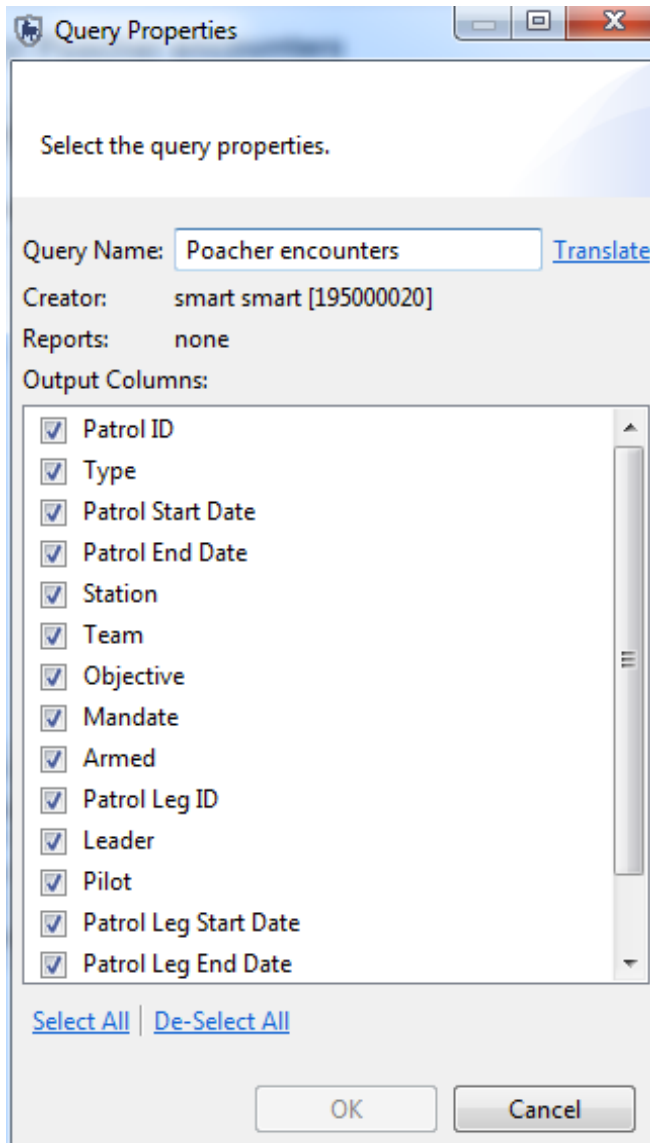 Query Properties
Select the query properties.
Query Name: Poacher encounters Translate
Creator: smart smart [195000020]
Reports: none
Output Columns:
Patrol ID
Type
Patrol Start Date
Patrol End Date
Station
Team
Objective
Mandate
Armed
Patrol Leg ID
Leader
Pilot
Patrol Leg Start Date
Patrol Leg End Date
Select All | De-Select All
OK Cancel